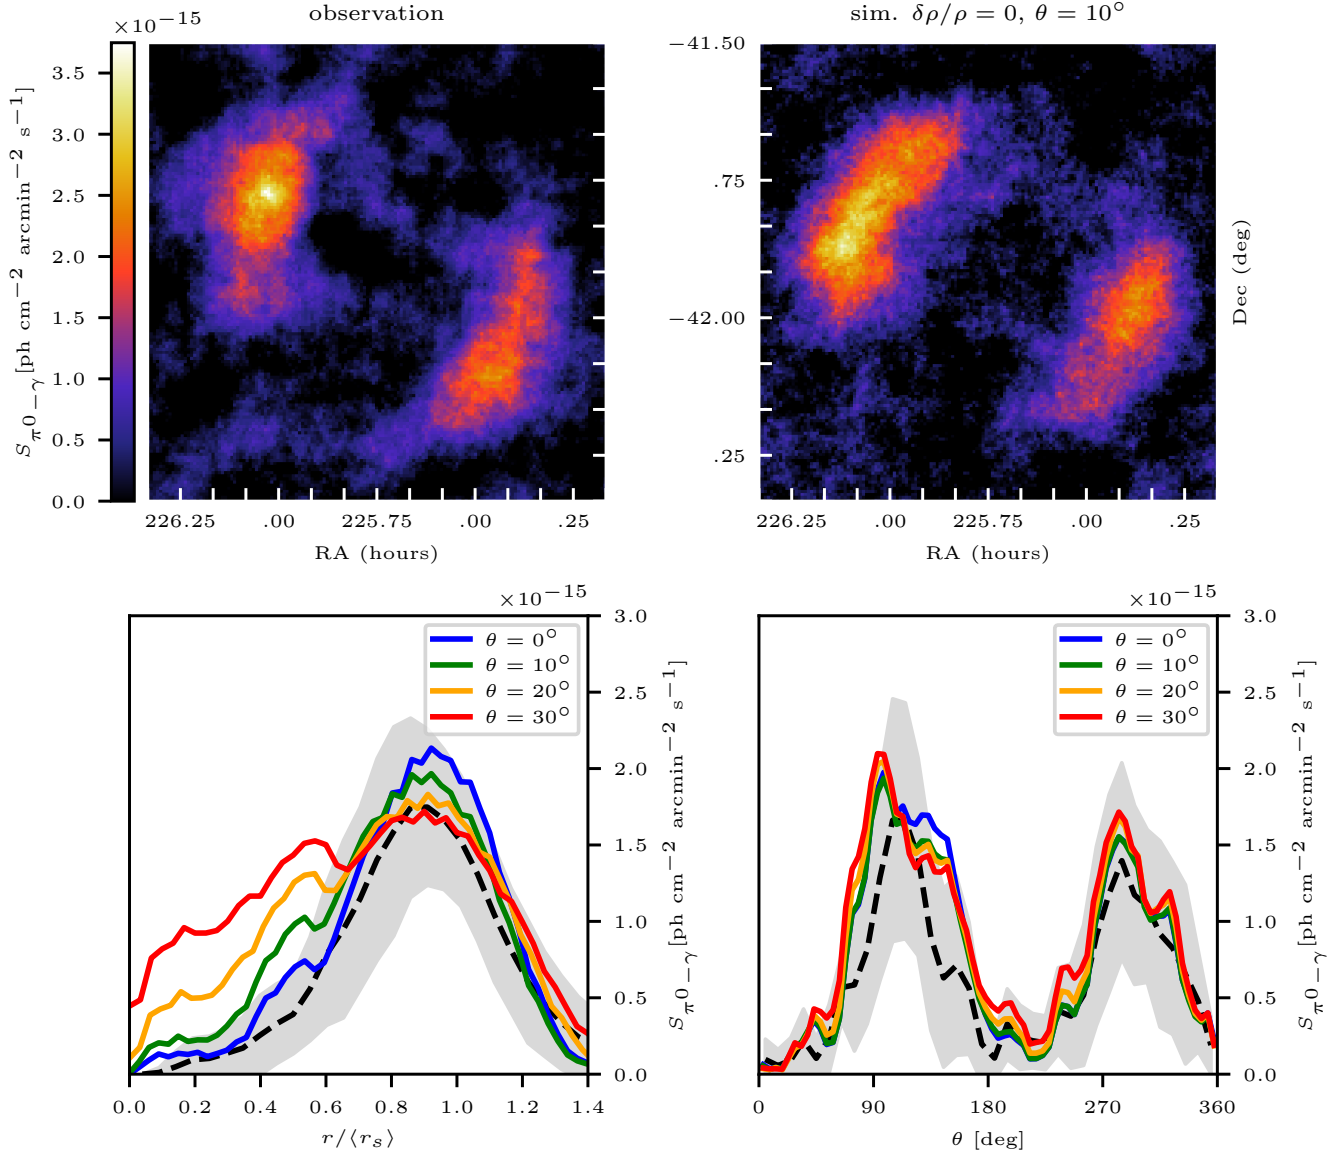 observation
sim. δρ/ρ = 0, θ = 10°
×10−15
3.5
3.0
2.5
2.0
1.5
1.0
0.5
0.0
Sπ0−γ[ph cm−2 arcmin−2 s−1]
226.25 .00 225.75 .00 .25
RA (hours)
−41.50
.75
−42.00
.25
Dec (deg)
226.25 .00 225.75 .00 .25
RA (hours)
×10−15
θ = 0°
θ = 10°
θ = 20°
θ = 30°
3.0
2.5
2.0
1.5
1.0
0.5
0.0
Sπ0−γ[ph cm−2 arcmin−2 s−1]
0.0 0.2 0.4 0.6 0.8 1.0 1.2 1.4
r/⟨rs⟩
×10−15
θ = 0°
θ = 10°
θ = 20°
θ = 30°
3.0
2.5
2.0
1.5
1.0
0.5
0.0
Sπ0−γ[ph cm−2 arcmin−2 s−1]
0 90 180 270 360
θ [deg]